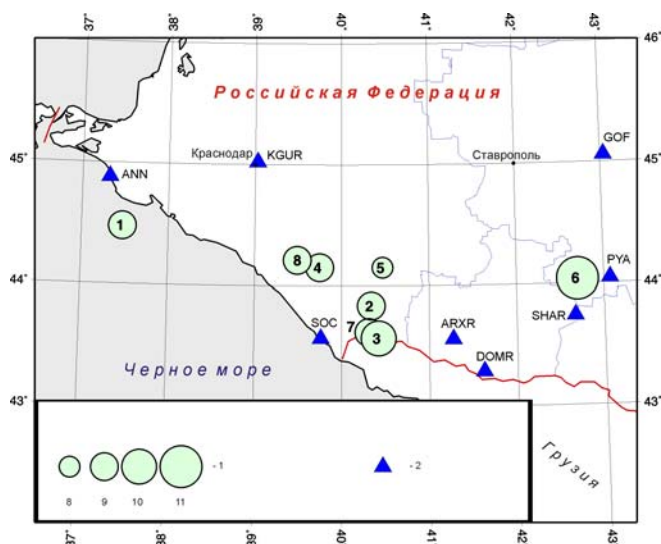 37° 38 39 40 41 42 43 46°
Российская Федерация
GOF
Краснодар KGUR
Ставрополь
45° 45°
ANN
1
8 4 5
6 PYA
44° 44°
2
SHAR
SOC 7 3 ARXR
DOMR
Черное море
43° 43°
- 1 - 2
8 9 10 11
Грузия
37° 38 39 40 41 42 43